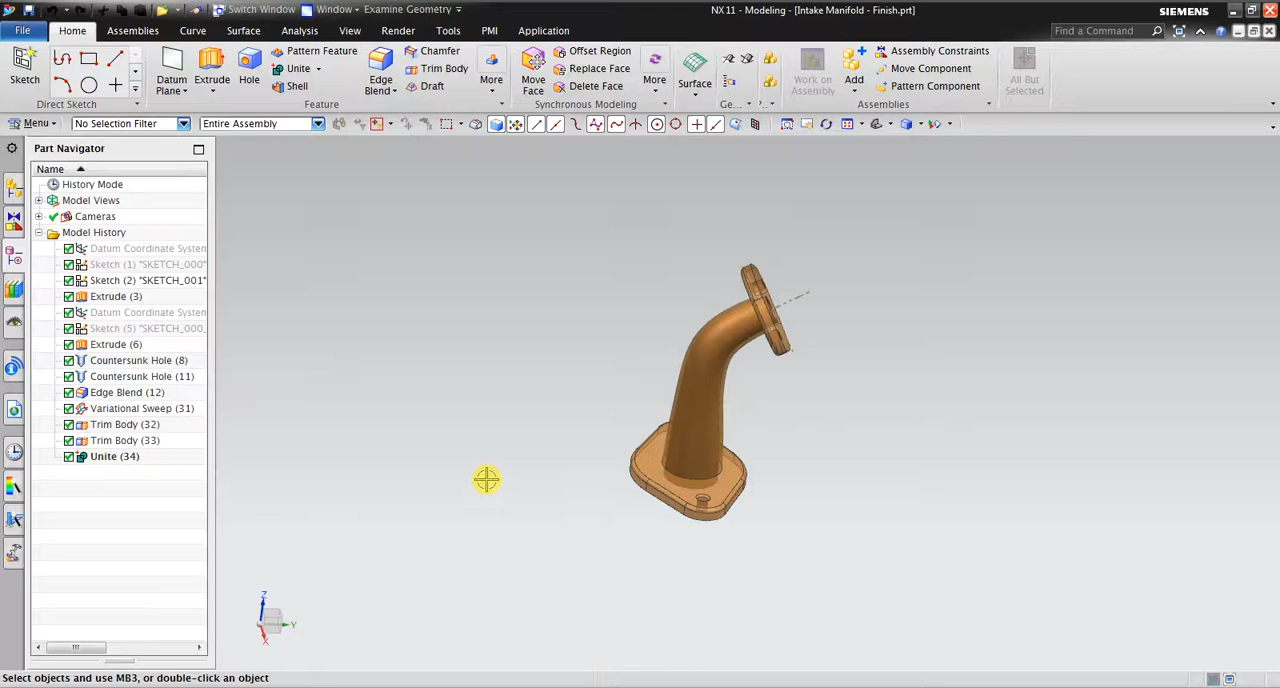 Switch Window Window Examine Geometry NX 11 - Modeling - [Intake Manifold - Finish.prt] SIEMENS
File Home Assemblies Curve Surface Analysis View Render Tools PMI Application Find a Command
Sketch Direct Sketch
Datum Plane Extrude Hole Pattern Feature Unite Shell Edge Blend Chamfer Trim Body Draft More Feature
Move Face Offset Region Replace Face Delete Face More Synchronous Modeling
Surface Ge...
Work on Assembly Add Assembly Constraints Move Component Pattern Component Assemblies
All But Selected
Menu No Selection Filter Entire Assembly
Part Navigator
Name
History Mode
Model Views
Cameras
Model History
Datum Coordinate System
Sketch (1) "SKETCH_000"
Sketch (2) "SKETCH_001"
Extrude (3)
Datum Coordinate System
Sketch (5) "SKETCH_000_
Extrude (6)
Countersunk Hole (8)
Countersunk Hole (11)
Edge Blend (12)
Variational Sweep (31)
Trim Body (32)
Trim Body (33)
Unite (34)
Z
Y
X
Select objects and use MB3, or double-click an object